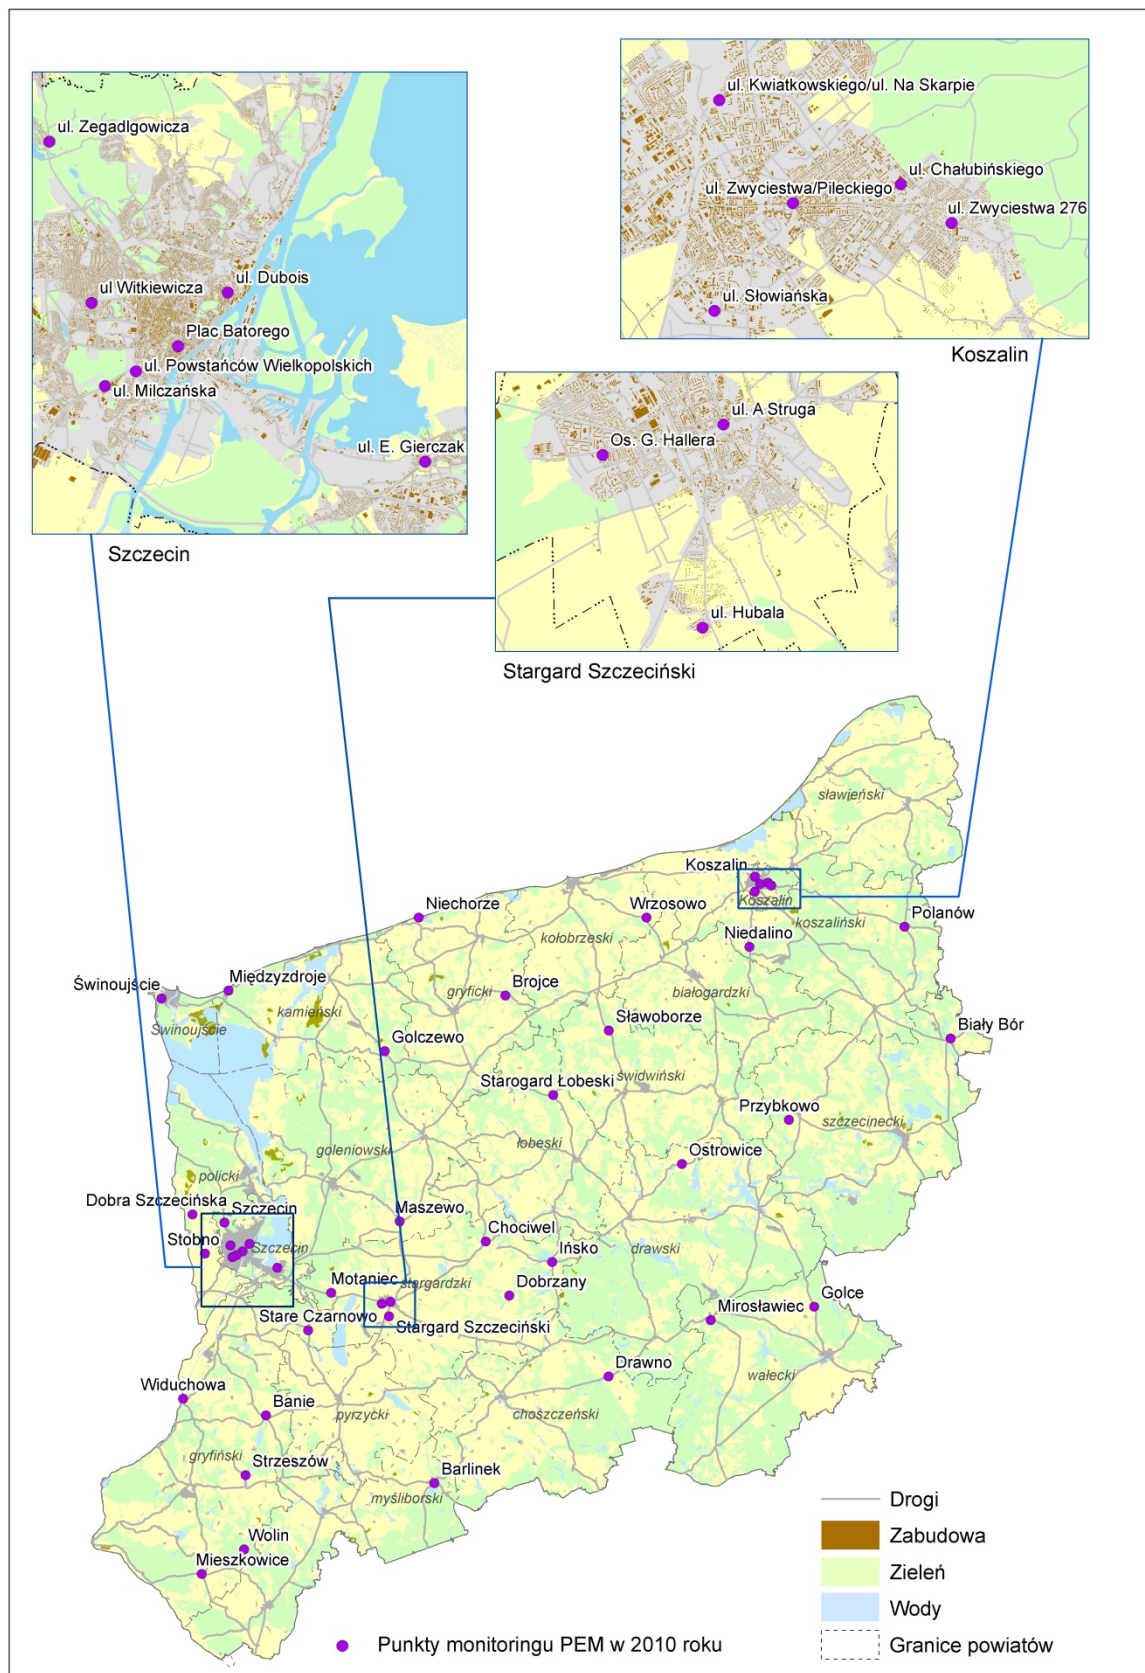 ul. Zegadlgowicza
ul. Dubois
ul Witkiewicza
Plac Batorego
ul. Powstańców Wielkopolskich
ul. Milczańska
ul. E. Gierczak
Szczecin
ul. Kwiatkowskiego/ul. Na Skarpie
ul. Chałubińskiego
ul. Zwyciestwa/Pileckiego
ul. Zwyciestwa 276
ul. Słowiańska
Koszalin
ul. A Struga
Os. G. Hallera
ul. Hubala
Stargard Szczeciński
sławieński
Koszalin
Koszalin
Niechorze
Wrzosowo
Polanów
koszaliński
kołobrzeski
Niedalino
Świnoujście
Międzyzdroje
Brojce
gryficki
białogardzki
kamieński
Świnoujście
Sławoborze
Biały Bór
Golczewo
świdwiński
Starogard Łobeski
Przybkowo
szczecinecki
łobeski
goleniowski
Ostrowice
policki
Dobra Szczecińska
Szczecin
Maszewo
Stobno
Szczecin
Chociwel
Ińsko
drawski
stargardzki
Motaniec
Dobrzany
Golce
Mirosławiec
Stare Czarnowo
Stargard Szczeciński
Drawno
wałecki
Widuchowa
Banie
pyrzycki
choszczeński
gryfiński
Strzeszów
Barlinek
myśliborski
Wolin
Mieszkowice
Drogi
Zabudowa
Zieleń
Wody
Granice powiatów
Punkty monitoringu PEM w 2010 roku